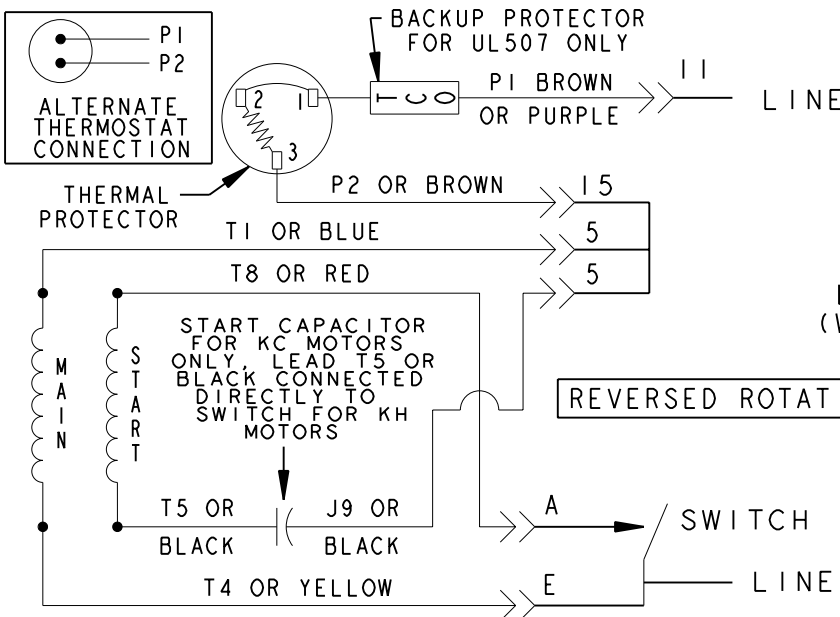 P1
P2
ALTERNATE
THERMOSTAT
CONNECTION
BACKUP PROTECTOR
FOR UL507 ONLY
2
1
3
TCO
P1 BROWN
OR PURPLE
11
LINE
THERMAL
PROTECTOR
P2 OR BROWN
15
T1 OR BLUE
5
T8 OR RED
5
START CAPACITOR
FOR KC MOTORS
ONLY, LEAD T5 OR
BLACK CONNECTED
DIRECTLY TO
SWITCH FOR KH
MOTORS
MAIN
START
REVERSED ROTAT
T5 OR
BLACK
J9 OR
BLACK
A
SWITCH
T4 OR YELLOW
E
LINE